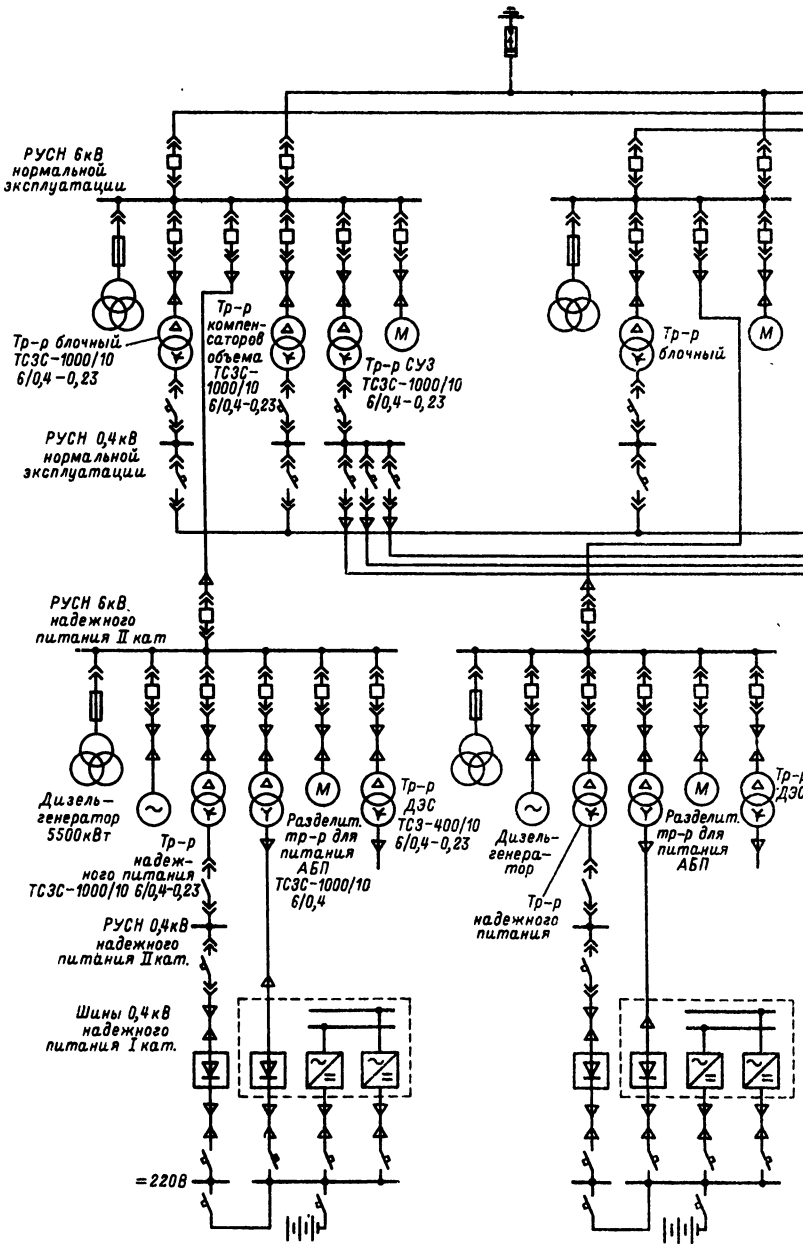 РУСН 6кВ
нормальной
эксплуатации
Тр-р блочный
ТСЗС-1000/10
6/0,4-0,23
Тр-р
компен-
саторов
объема
ТСЗС-
1000/10
6/0,4-0,23
Тр-р СУЗ
ТСЗС-1000/10
6/0,4-0,23
М
Тр-р
блочный
М
РУСН 0,4кВ
нормальной
эксплуатации
РУСН 6кВ
надежного
питания II кат
Дизель-
генератор
5500кВт
Тр-р
надеж-
ного питания
ТСЗС-1000/10 6/0,4-0,23
М
Разделит.
тр-р для
питания
АБП
ТСЗС-1000/10
6/0,4
Тр-р
ДЭС
ТСЗ-400/10
6/0,4-0,23
Дизель-
генера-
тор
Тр-р
надежного
питания
М
Разделит.
тр-р для
питания
АБП
Тр-р
ДЭС
РУСН 0,4кВ
надежного
питания II кат.
Шины 0,4кВ
надежного
питания I кат.
=220В